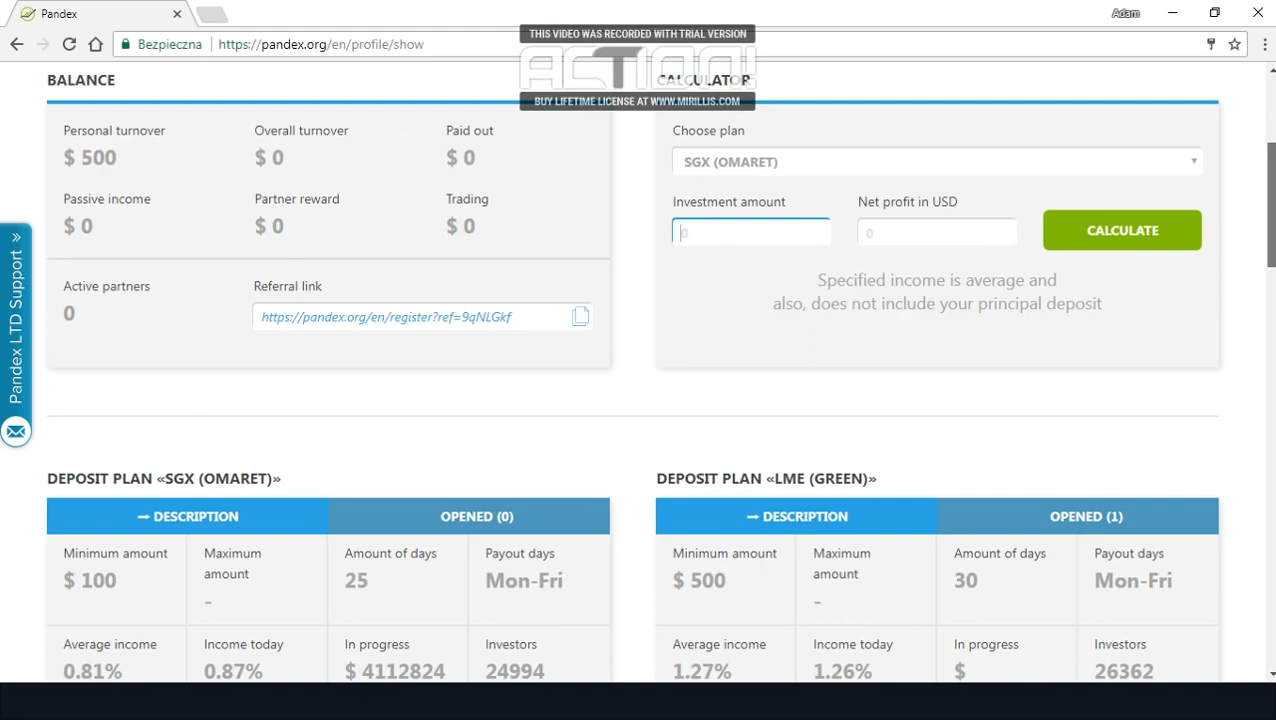 Pandex
Adam
Bezpieczna
https://pandex.org/en/profile/show
THIS VIDEO WAS RECORDED WITH TRIAL VERSION
ACTION!
BUY LIFETIME LICENSE AT WWW.MIRILLIS.COM
BALANCE
CALCULATOR
Personal turnover
Overall turnover
Paid out
$ 500
$ 0
$ 0
Passive income
Partner reward
Trading
$ 0
$ 0
$ 0
Active partners
Referral link
0
https://pandex.org/en/register?ref=9qNLGkf
Choose plan
SGX (OMARET)
Investment amount
Net profit in USD
0
0
CALCULATE
Specified income is average and
also, does not include your principal deposit
Pandex LTD Support »
DEPOSIT PLAN «SGX (OMARET)»
→ DESCRIPTION
OPENED (0)
Minimum amount
Maximum
amount
Amount of days
Payout days
$ 100
-
25
Mon-Fri
Average income
Income today
In progress
Investors
0.81%
0.87%
$ 4112824
24994
DEPOSIT PLAN «LME (GREEN)»
→ DESCRIPTION
OPENED (1)
Minimum amount
Maximum
amount
Amount of days
Payout days
$ 500
-
30
Mon-Fri
Average income
Income today
In progress
Investors
1.27%
1.26%
$
26362